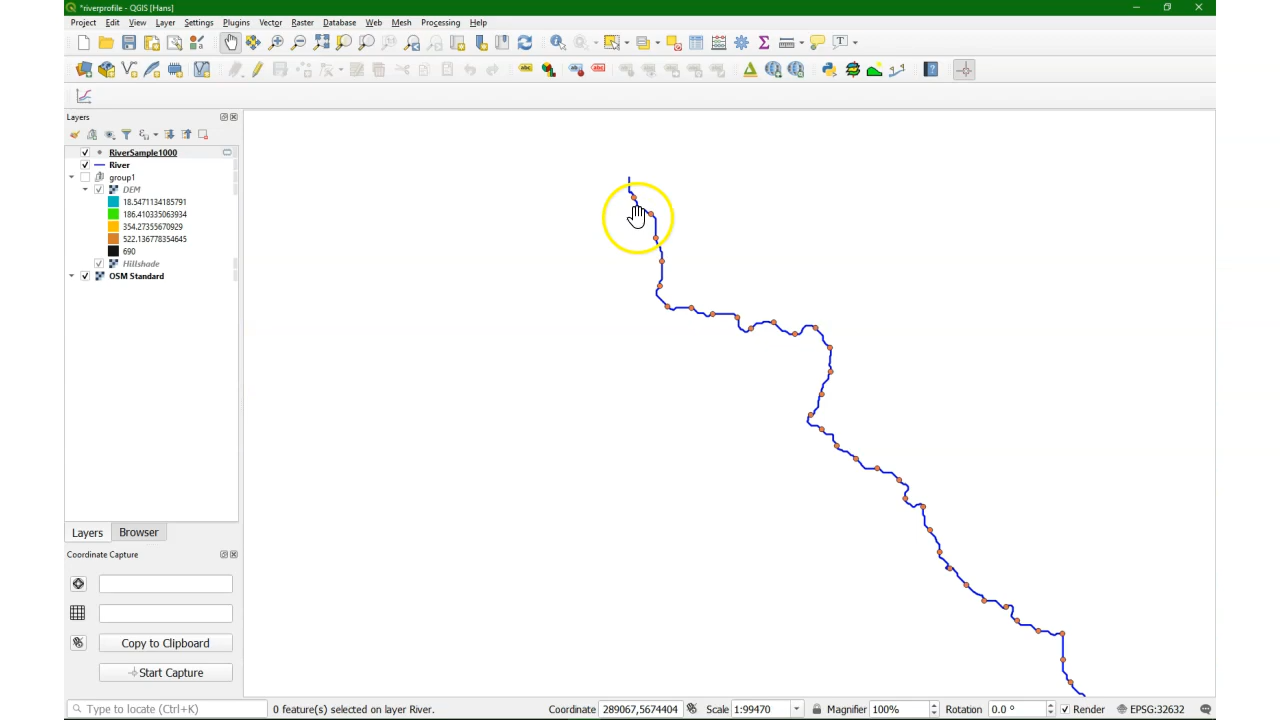 *riverprofile - QGIS [Hans]
Project Edit View Layer Settings Plugins Vector Raster Database Web Mesh Processing Help
Layers
RiverSample1000
River
group1
DEM
18.5471134185791
186.410335063934
354.27355670929
522.136778354645
690
Hillshade
OSM Standard
Layers Browser
Coordinate Capture
Copy to Clipboard
Start Capture
Type to locate (Ctrl+K) 0 feature(s) selected on layer River. Coordinate 289067,5674404 Scale 1:99470 Magnifier 100% Rotation 0.0 ° Render EPSG:32632